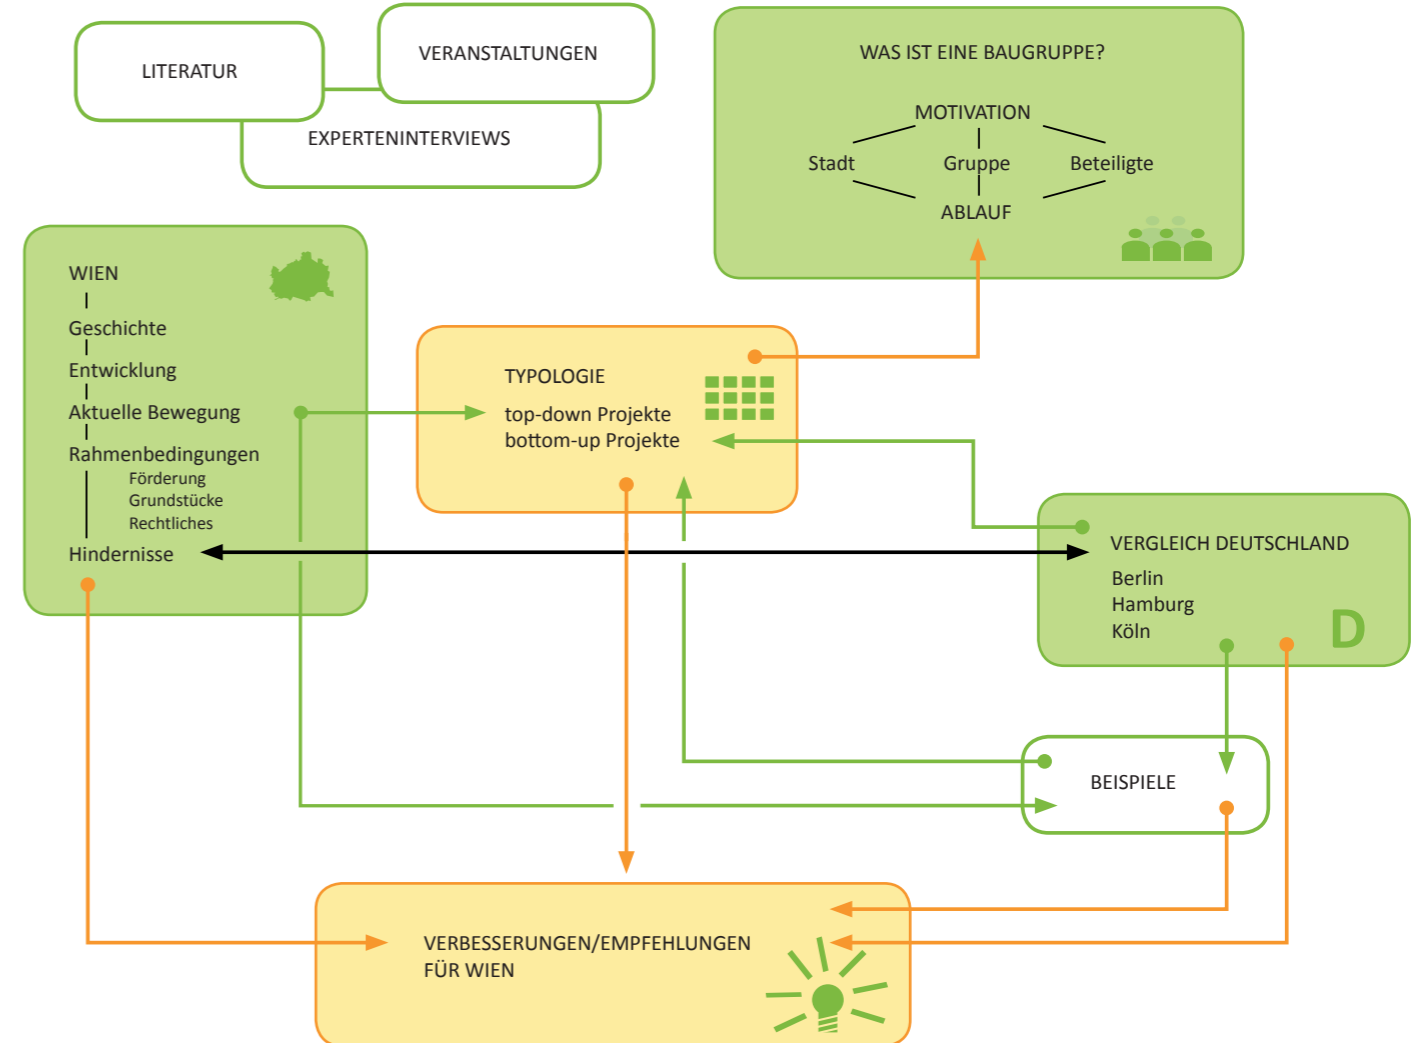 LITERATUR
VERANSTALTUNGEN
EXPERTENINTERVIEWS
WAS IST EINE BAUGRUPPE?
MOTIVATION
Stadt Gruppe Beteiligte
ABLAUF
WIEN
Geschichte
Entwicklung
Aktuelle Bewegung
Rahmenbedingungen
Förderung
Grundstücke
Rechtliches
Hindernisse
TYPOLOGIE
top-down Projekte
bottom-up Projekte
VERGLEICH DEUTSCHLAND
Berlin
Hamburg
Köln
D
BEISPIELE
VERBESSERUNGEN/EMPFEHLUNGEN
FÜR WIEN